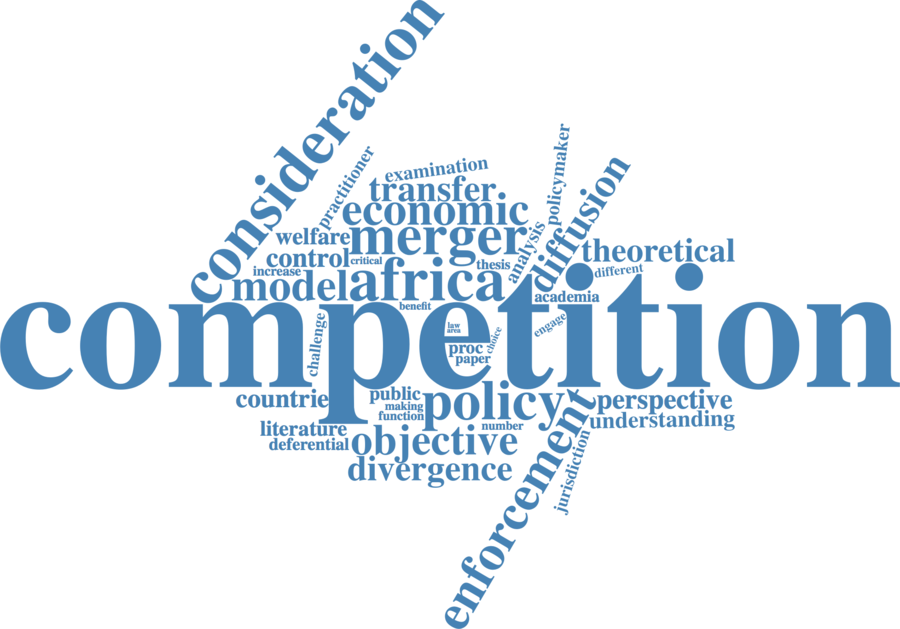 consideration
practitioner
examination
policymaker
transfer
diffusion
economic
welfare
merger
analysis
theoretical
control
critical
thesis
increase
different
model
africa
academia
benefit
competition
challenge
law
area
engage
choice
proc
paper
countrie
public
making
policy
perspective
function
number
understanding
literature
deferential
objective
enforcement
jurisdiction
divergence